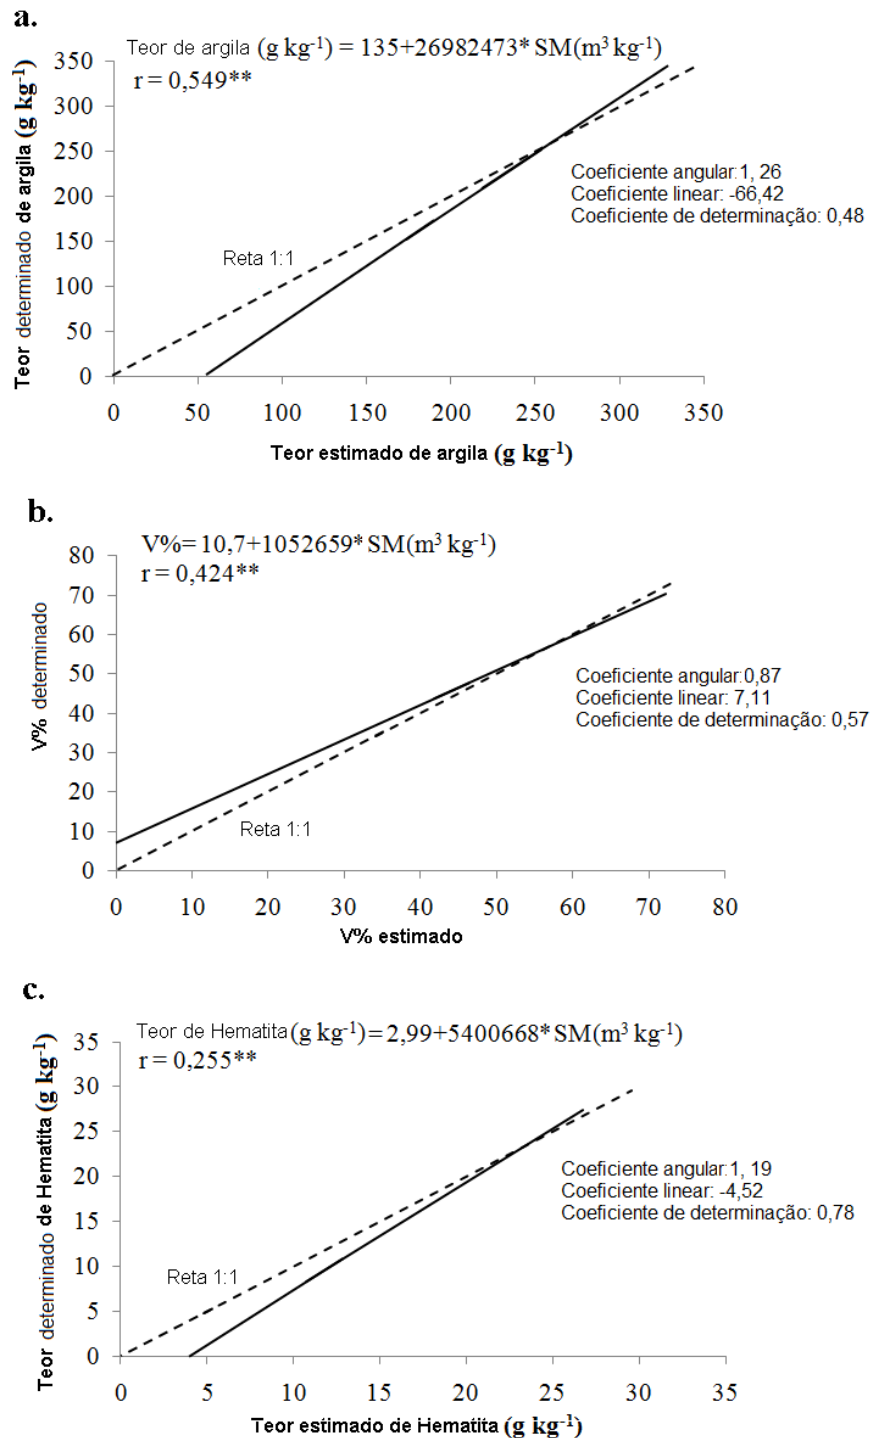 a.
Teor de argila (g kg⁻¹) = 135+26982473* SM(m³ kg⁻¹)
r = 0,549**
350
300
250
200
150
100
50
0
Teor determinado de argila (g kg⁻¹)
Coeficiente angular:1, 26
Coeficiente linear: -66,42
Coeficiente de determinação: 0,48
Reta 1:1
0 50 100 150 200 250 300 350
Teor estimado de argila (g kg⁻¹)
b.
V%= 10,7+1052659* SM(m³ kg⁻¹)
r = 0,424**
80
70
60
50
40
30
20
10
0
V% determinado
Coeficiente angular:0,87
Coeficiente linear: 7,11
Coeficiente de determinação: 0,57
Reta 1:1
0 10 20 30 40 50 60 70 80
V% estimado
c.
Teor de Hematita (g kg⁻¹)=2,99+5400668* SM(m³ kg⁻¹)
r = 0,255**
35
30
25
20
15
10
5
0
Teor determinado de Hematita (g kg⁻¹)
Coeficiente angular:1, 19
Coeficiente linear: -4,52
Coeficiente de determinação: 0,78
Reta 1:1
0 5 10 15 20 25 30 35
Teor estimado de Hematita (g kg⁻¹)